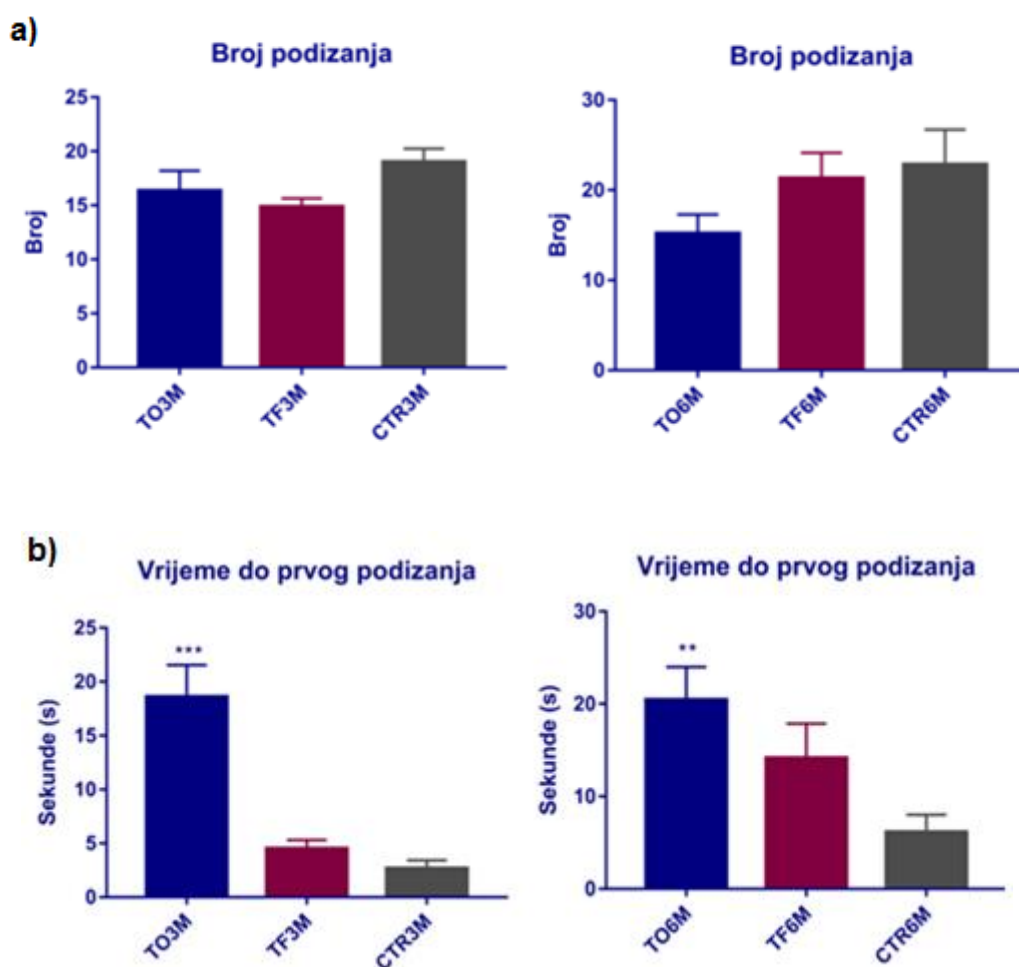 a)
Broj podizanja
Broj
25
20
15
10
5
0
TO3M
TF3M
CTR3M
Broj podizanja
Broj
30
20
10
0
TO6M
TF6M
CTR6M
b)
Vrijeme do prvog podizanja
Sekunde (s)
25
20
15
10
5
0
***
TO3M
TF3M
CTR3M
Vrijeme do prvog podizanja
Sekunde (s)
30
20
10
0
**
TO6M
TF6M
CTR6M